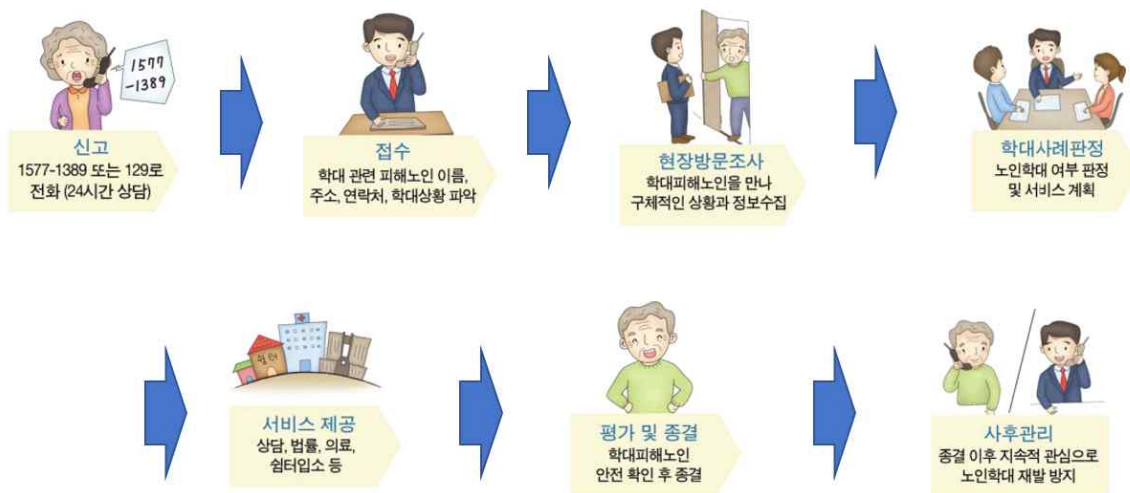 1577
-1389
신고
1577-1389 또는 129로
전화 (24시간 상담)
접수
학대 관련 피해노인 이름,
주소, 연락처, 학대상황 파악
현장방문조사
학대피해노인을 만나
구체적인 상황과 정보수집
학대사례판정
노인학대 여부 판정
및 서비스 계획
쉼터
서비스 제공
상담, 법률, 의료,
쉼터입소 등
평가 및 종결
학대피해노인
안전 확인 후 종결
사후관리
종결 이후 지속적 관심으로
노인학대 재발 방지